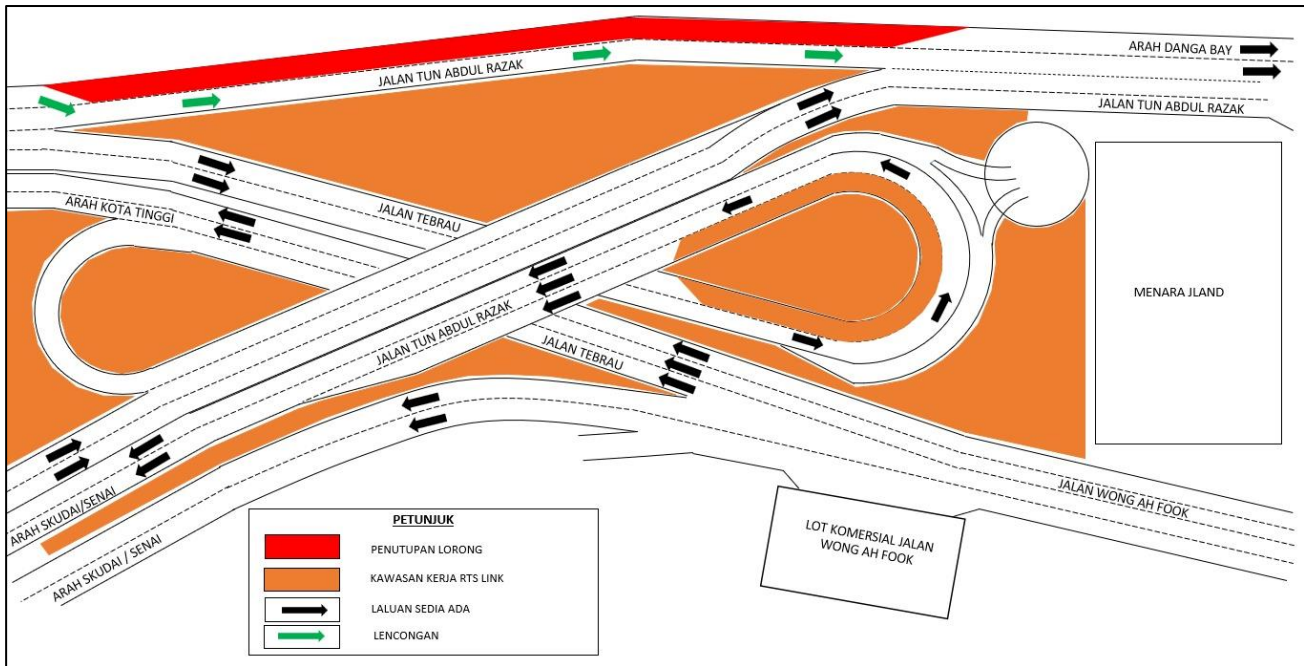 ARAH DANGA BAY
JALAN TUN ABDUL RAZAK
JALAN TUN ABDUL RAZAK
ARAH KOTA TINGGI
JALAN TEBRAU
MENARA JLAND
JALAN TUN ABDUL RAZAK
JALAN TEBRAU
ARAH SKUDAI/SENAI
ARAH SKUDAI / SENAI
JALAN WONG AH FOOK
LOT KOMERSIAL JALAN
WONG AH FOOK
PETUNJUK
PENUTUPAN LORONG
KAWASAN KERJA RTS LINK
LALUAN SEDIA ADA
LENCONGAN